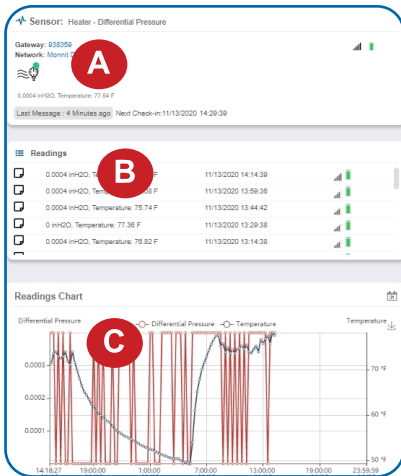 Sensor: Heater - Differential Pressure
Gateway: 938359
Network: Monnit
A
0.0004 inH2O, Temperature: 77.54 F
Last Message : 4 Minutes ago Next Check-in:11/13/2020 14:29:39
Readings
B
0.0004 inH2O, F 11/13/2020 14:14:39
0.0004 inH2O, F 11/13/2020 13:59:36
0.0004 inH2O, Temperature: 75.74 F 11/13/2020 13:44:42
0 inH2O, Temperature: 77.36 F 11/13/2020 13:29:38
0.0004 inH2O, Temperature: 76.82 F 11/13/2020 13:14:38
Readings Chart
Differential Pressure Differential Pressure Temperature Temperature
C
0.0003
0.0002
0.0001
70 °F
60 °F
50 °F
14:18:27 19:00:00 1:00:00 7:00:00 13:00:00 19:00:00 23:59:59